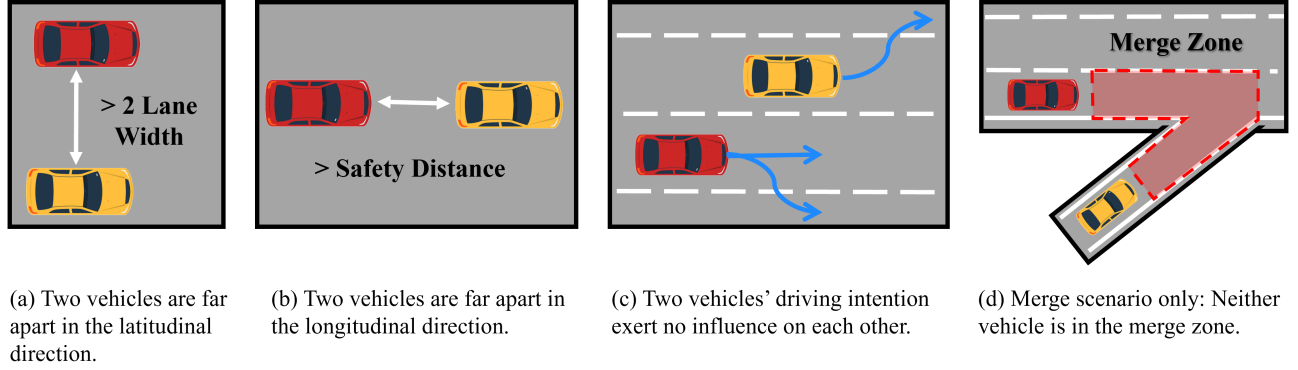 > 2 Lane
Width
> Safety Distance
Merge Zone
(a) Two vehicles are far
apart in the latitudinal
direction.
(b) Two vehicles are far apart in
the longitudinal direction.
(c) Two vehicles’ driving intention
exert no influence on each other.
(d) Merge scenario only: Neither
vehicle is in the merge zone.